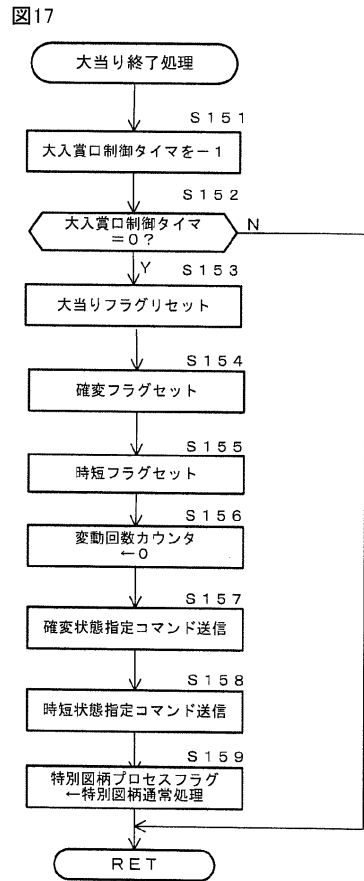 図17
大当り終了処理
S151
大入賞口制御タイマを－1
S152
大入賞口制御タイマ
＝0？
N
Y
S153
大当りフラグリセット
S154
確変フラグセット
S155
時短フラグセット
S156
変動回数カウンタ
←0
S157
確変状態指定コマンド送信
S158
時短状態指定コマンド送信
S159
特別図柄プロセスフラグ
←特別図柄通常処理
RET